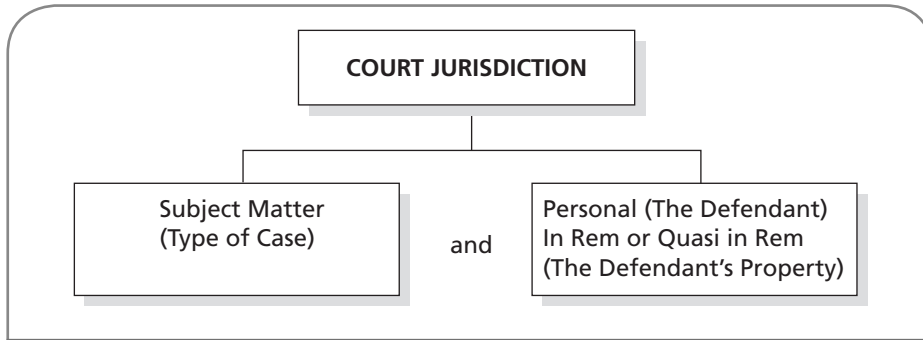 COURT JURISDICTION
Subject Matter
(Type of Case)
and
Personal (The Defendant)
In Rem or Quasi in Rem
(The Defendant's Property)